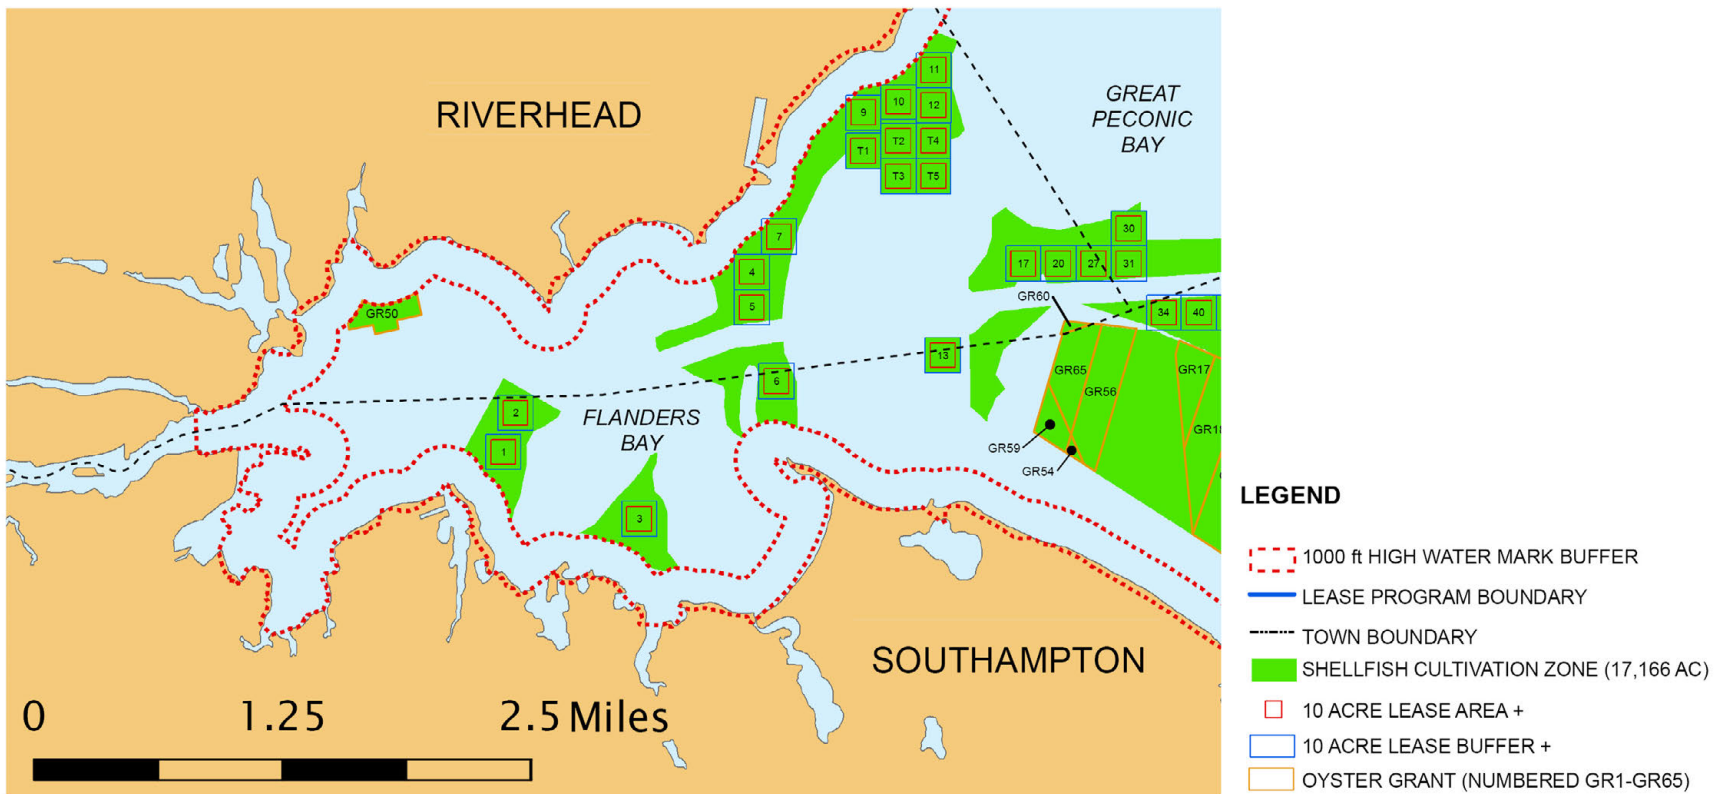 RIVERHEAD
GREAT
PECONIC
BAY
11
10
12
9
T2
T4
T1
T3
T5
7
30
4
17
20
27
31
5
GR60
GR50
34
40
13
6
GR65
GR17
GR56
2
FLANDERS
BAY
1
GR59
GR54
3
SOUTHAMPTON
0
1.25
2.5 Miles
LEGEND
1000 ft HIGH WATER MARK BUFFER
LEASE PROGRAM BOUNDARY
TOWN BOUNDARY
SHELLFISH CULTIVATION ZONE (17,166 AC)
10 ACRE LEASE AREA +
10 ACRE LEASE BUFFER +
OYSTER GRANT (NUMBERED GR1-GR65)